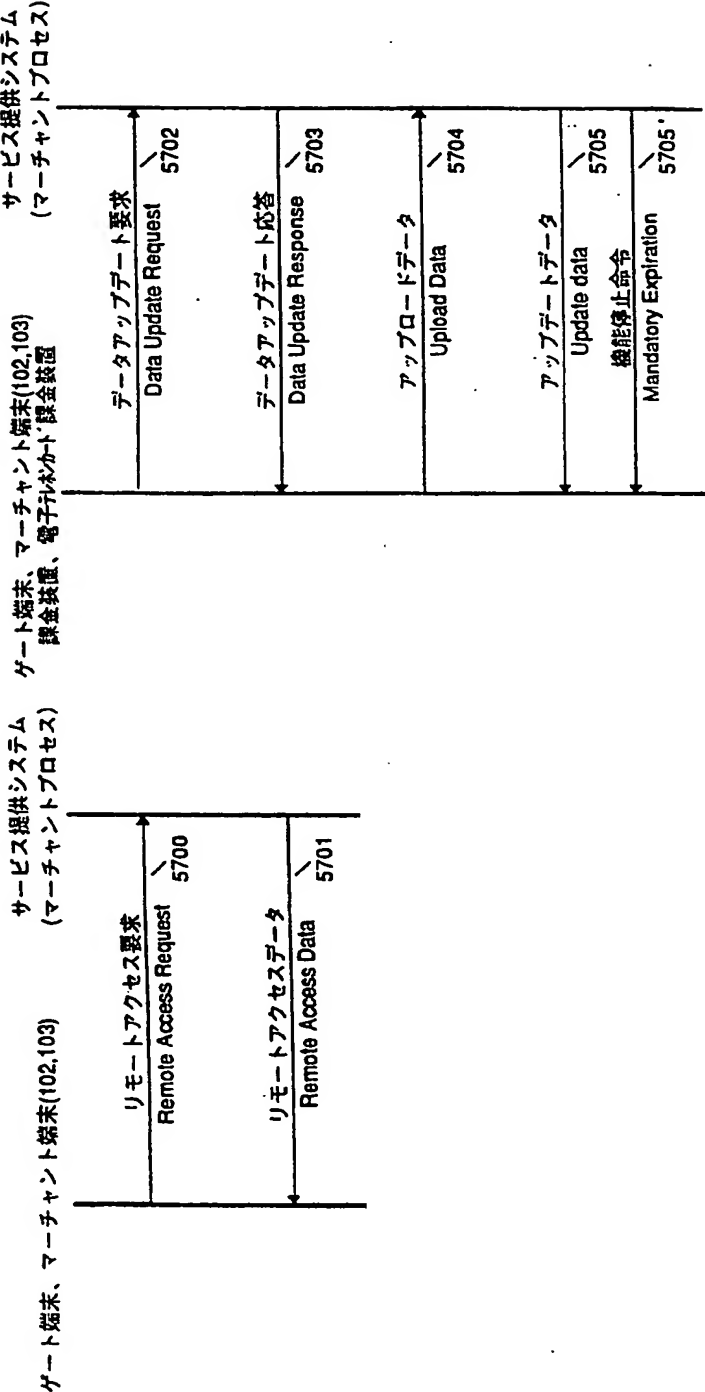 ゲート端末、マーチャント端末(102,103)
サービス提供システム
(マーチャントプロセス)
リモートアクセス要求
Remote Access Request
5700
リモートアクセスデータ
Remote Access Data
5701
ゲート端末、マーチャント端末(102,103)
課金装置、電子テレホンカード課金装置
サービス提供システム
(マーチャントプロセス)
データアップデート要求
Data Update Request
5702
データアップデート応答
Data Update Response
5703
アップロードデータ
Upload Data
5704
アップデートデータ
Update data
5705
機能停止命令
Mandatory Expiration
5705'